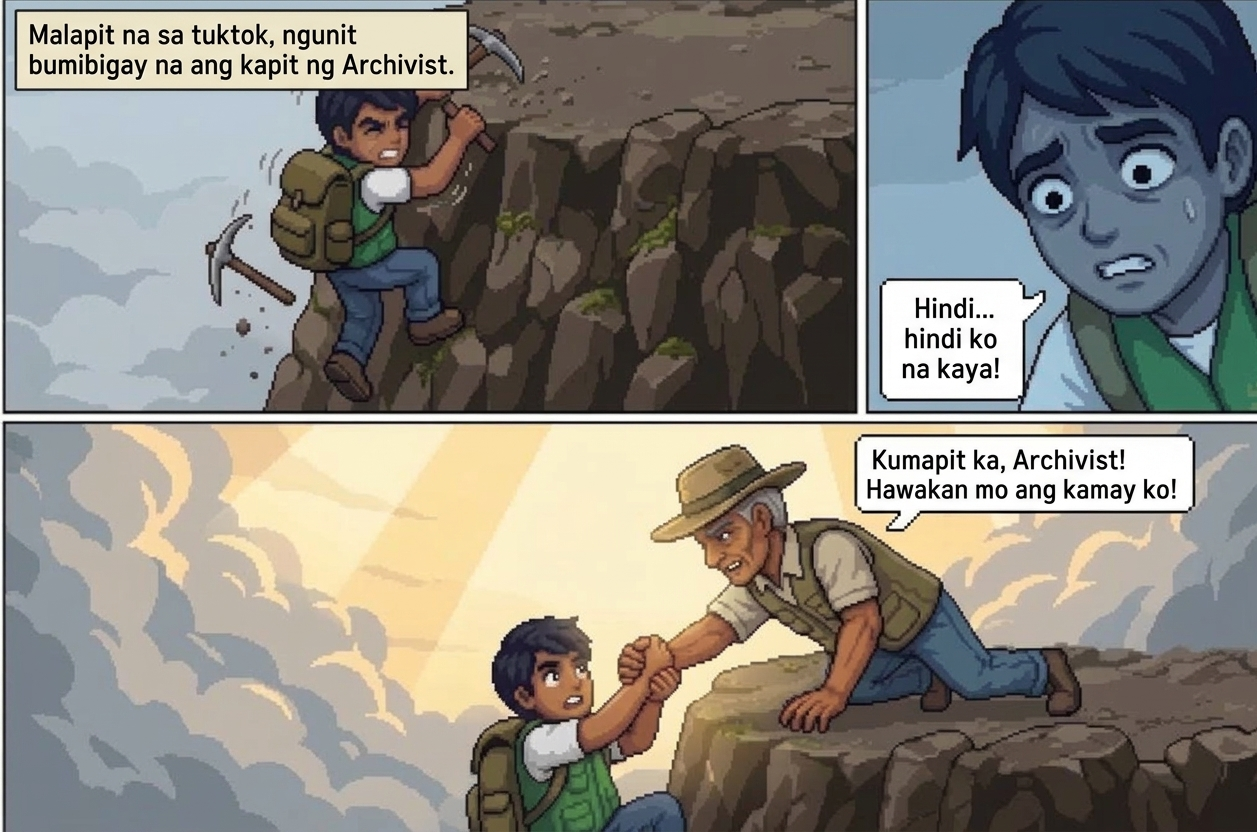 Malapit na sa tuktok, ngunit
bumibigay na ang kapit ng Archivist.
Hindi...
hindi ko
na kaya!
Kumapit ka, Archivist!
Hawakan mo ang kamay ko!